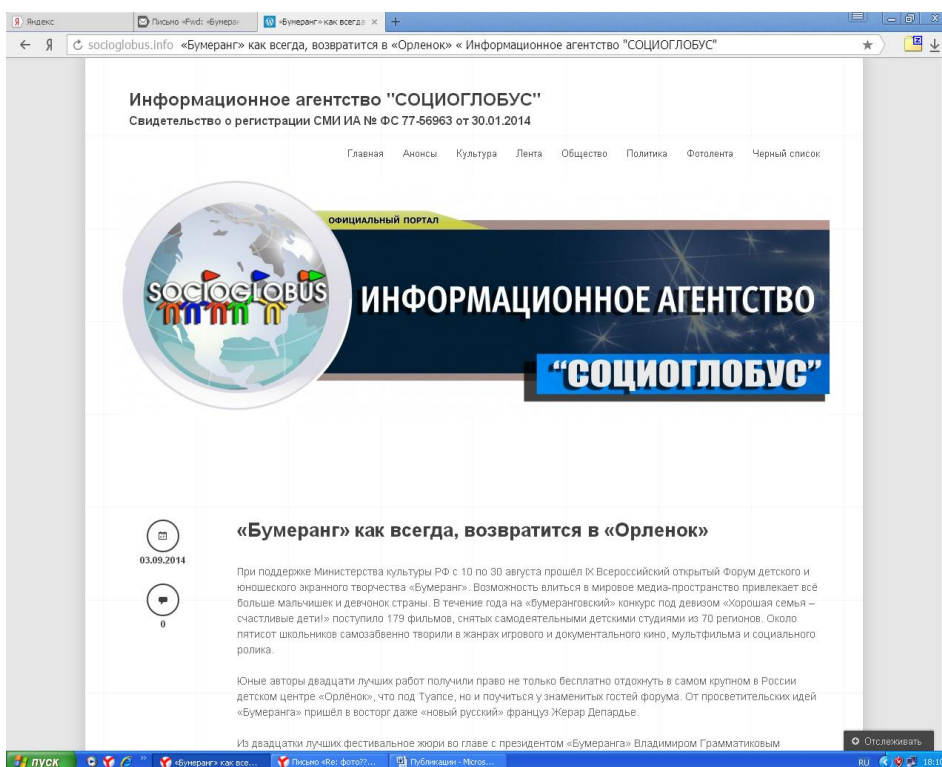 Яндекс
Письмо «Fwd: «Бумеран
«Бумеранг» как всегда
socioglobus.info «Бумеранг» как всегда, возвратится в «Орленок» « Информационное агентство "СОЦИОГЛОБУС"
Информационное агентство "СОЦИОГЛОБУС"
Свидетельство о регистрации СМИ ИА № ФС 77-56963 от 30.01.2014
Главная Анонсы Культура Лента Общество Политика Фотолента Черный список
ОФИЦИАЛЬНЫЙ ПОРТАЛ
SOCIOGLOBUS
ИНФОРМАЦИОННОЕ АГЕНТСТВО
"СОЦИОГЛОБУС"
«Бумеранг» как всегда, возвратится в «Орленок»
03.09.2014
0
При поддержке Министерства культуры РФ с 10 по 30 августа прошёл IX Всероссийский открытый Форум детского и
юношеского экранного творчества «Бумеранг». Возможность влиться в мировое медиа-пространство привлекает всё
больше мальчишек и девчонок страны. В течение года на «бумеранговский» конкурс под девизом «Хорошая семья –
счастливые дети!» поступило 179 фильмов, снятых самодеятельными детскими студиями из 70 регионов. Около
пятисот школьников самозабвенно творили в жанрах игрового и документального кино, мультфильма и социального
ролика.
Юные авторы двадцати лучших работ получили право не только бесплатно отдохнуть в самом крупном в России
детском центре «Орлёнок», что под Туапсе, но и поучиться у знаменитых гостей форума. От просветительских идей
«Бумеранга» пришёл в восторг даже «новый русский» француз Жерар Депардье.
Из двадцатки лучших фестивальное жюри во главе с президентом «Бумеранга» Владимиром Грамматиковым
Отслеживать
пуск
«Бумеранг» как все...
Письмо «Re: фото??...
Публикации - Micros...
RU
18:10